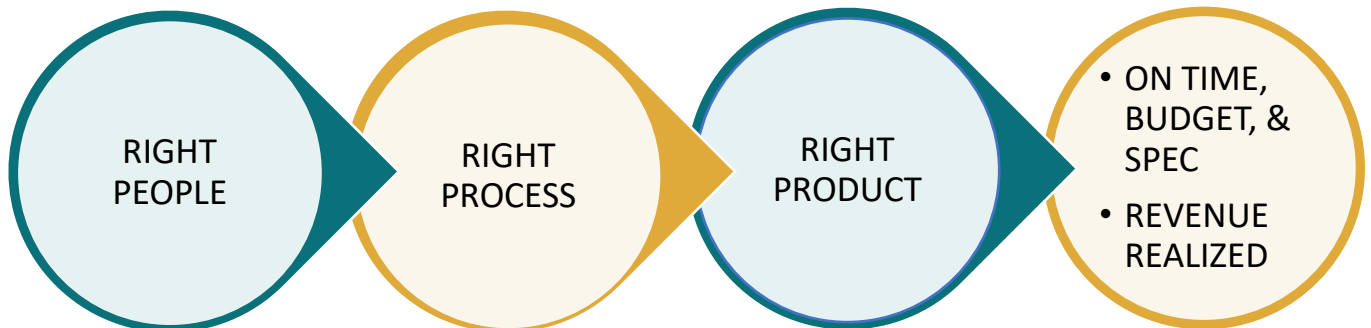 RIGHT
PEOPLE
RIGHT
PROCESS
RIGHT
PRODUCT
• ON TIME,
BUDGET, &
SPEC
• REVENUE
REALIZED